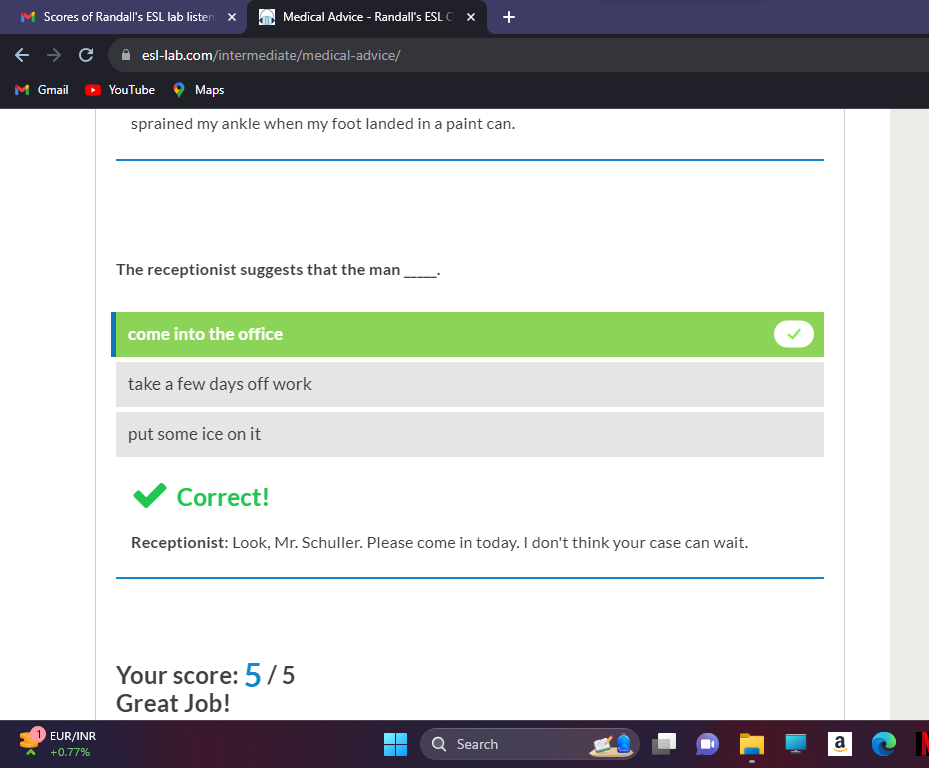 Scores of Randall's ESL lab listen
Medical Advice - Randall's ESL C
esl-lab.com/intermediate/medical-advice/
Gmail
YouTube
Maps
sprained my ankle when my foot landed in a paint can.
The receptionist suggests that the man _____.
come into the office
take a few days off work
put some ice on it
Correct!
Receptionist: Look, Mr. Schuller. Please come in today. I don't think your case can wait.
Your score: 5 / 5
Great Job!
1
EUR/INR
+0.77%
Search
a